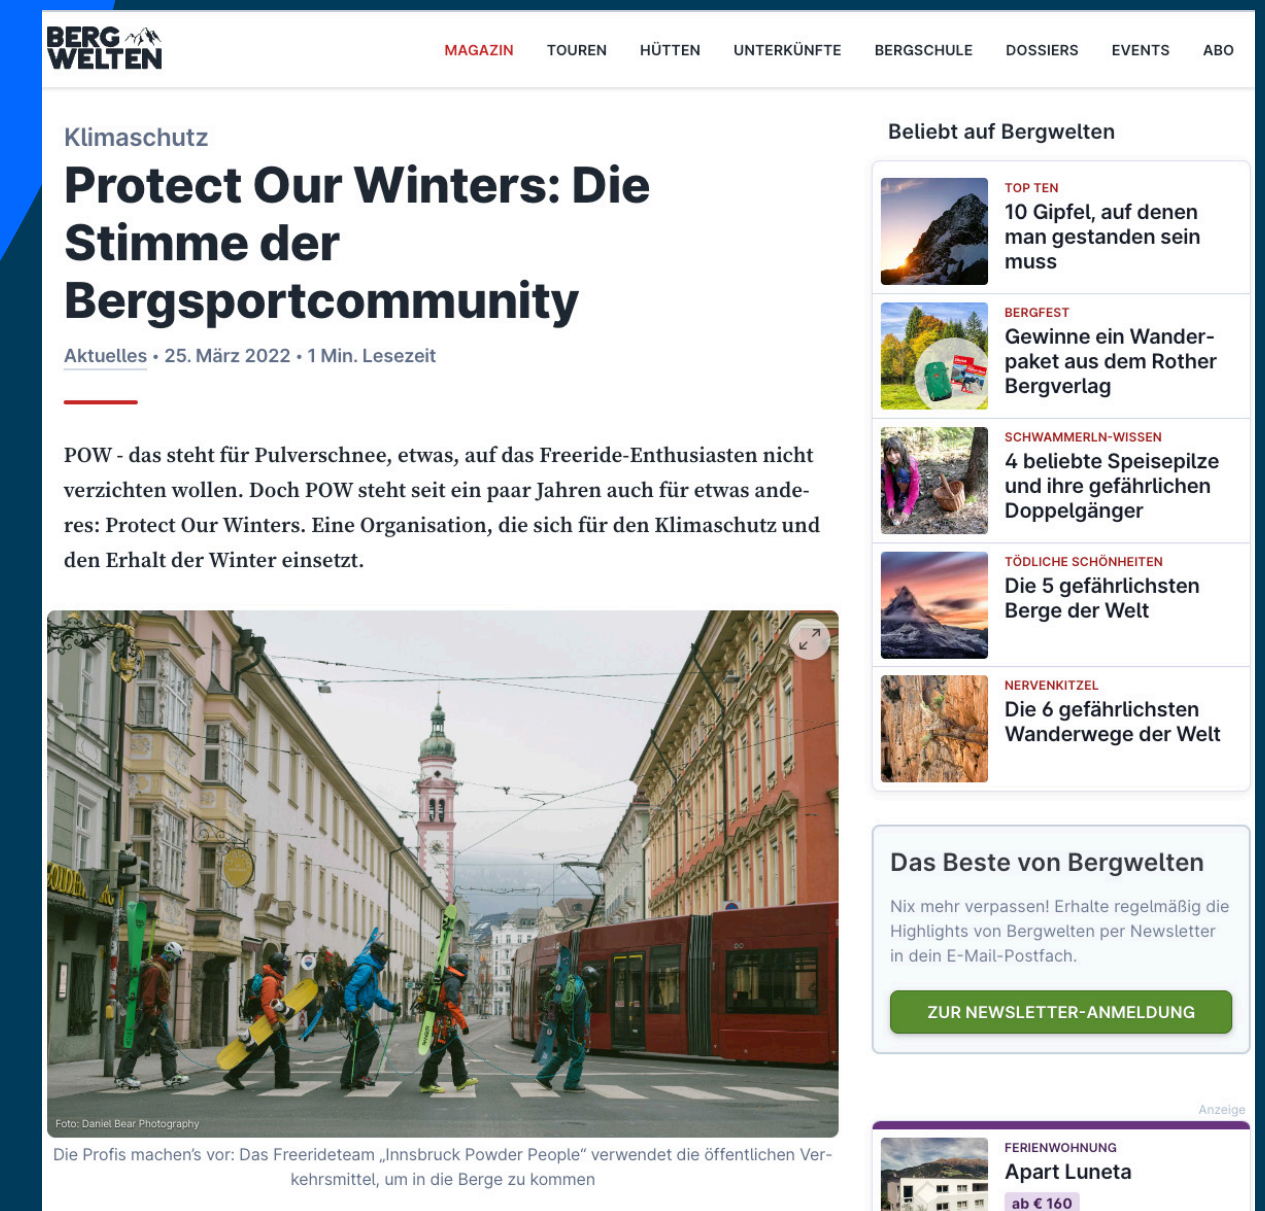 BERG
WELTEN
MAGAZIN
TOUREN
HÜTTEN
UNTERKÜNFTE
BERGSCHULE
DOSSIERS
EVENTS
ABO
Klimaschutz
Protect Our Winters: Die
Stimme der
Bergsportcommunity
Aktuelles • 25. März 2022 • 1 Min. Lesezeit
POW - das steht für Pulverschnee, etwas, auf das Freeride-Enthusiasten nicht
verzichten wollen. Doch POW steht seit ein paar Jahren auch für etwas ande-
res: Protect Our Winters. Eine Organisation, die sich für den Klimaschutz und
den Erhalt der Winter einsetzt.
Foto: Daniel Bear Photography
Die Profis machen’s vor: Das Freerideteam „Innsbruck Powder People“ verwendet die öffentlichen Ver-
kehrsmittel, um in die Berge zu kommen
Beliebt auf Bergwelten
TOP TEN
10 Gipfel, auf denen
man gestanden sein
muss
BERGFEST
Gewinne ein Wander-
paket aus dem Rother
Bergverlag
SCHWAMMERLN-WISSEN
4 beliebte Speisepilze
und ihre gefährlichen
Doppelgänger
TÖDLICHE SCHÖNHEITEN
Die 5 gefährlichsten
Berge der Welt
NERVENKITZEL
Die 6 gefährlichsten
Wanderwege der Welt
Das Beste von Bergwelten
Nix mehr verpassen! Erhalte regelmäßig die
Highlights von Bergwelten per Newsletter
in dein E-Mail-Postfach.
ZUR NEWSLETTER-ANMELDUNG
Anzeige
FERIENWOHNUNG
Apart Luneta
ab € 160